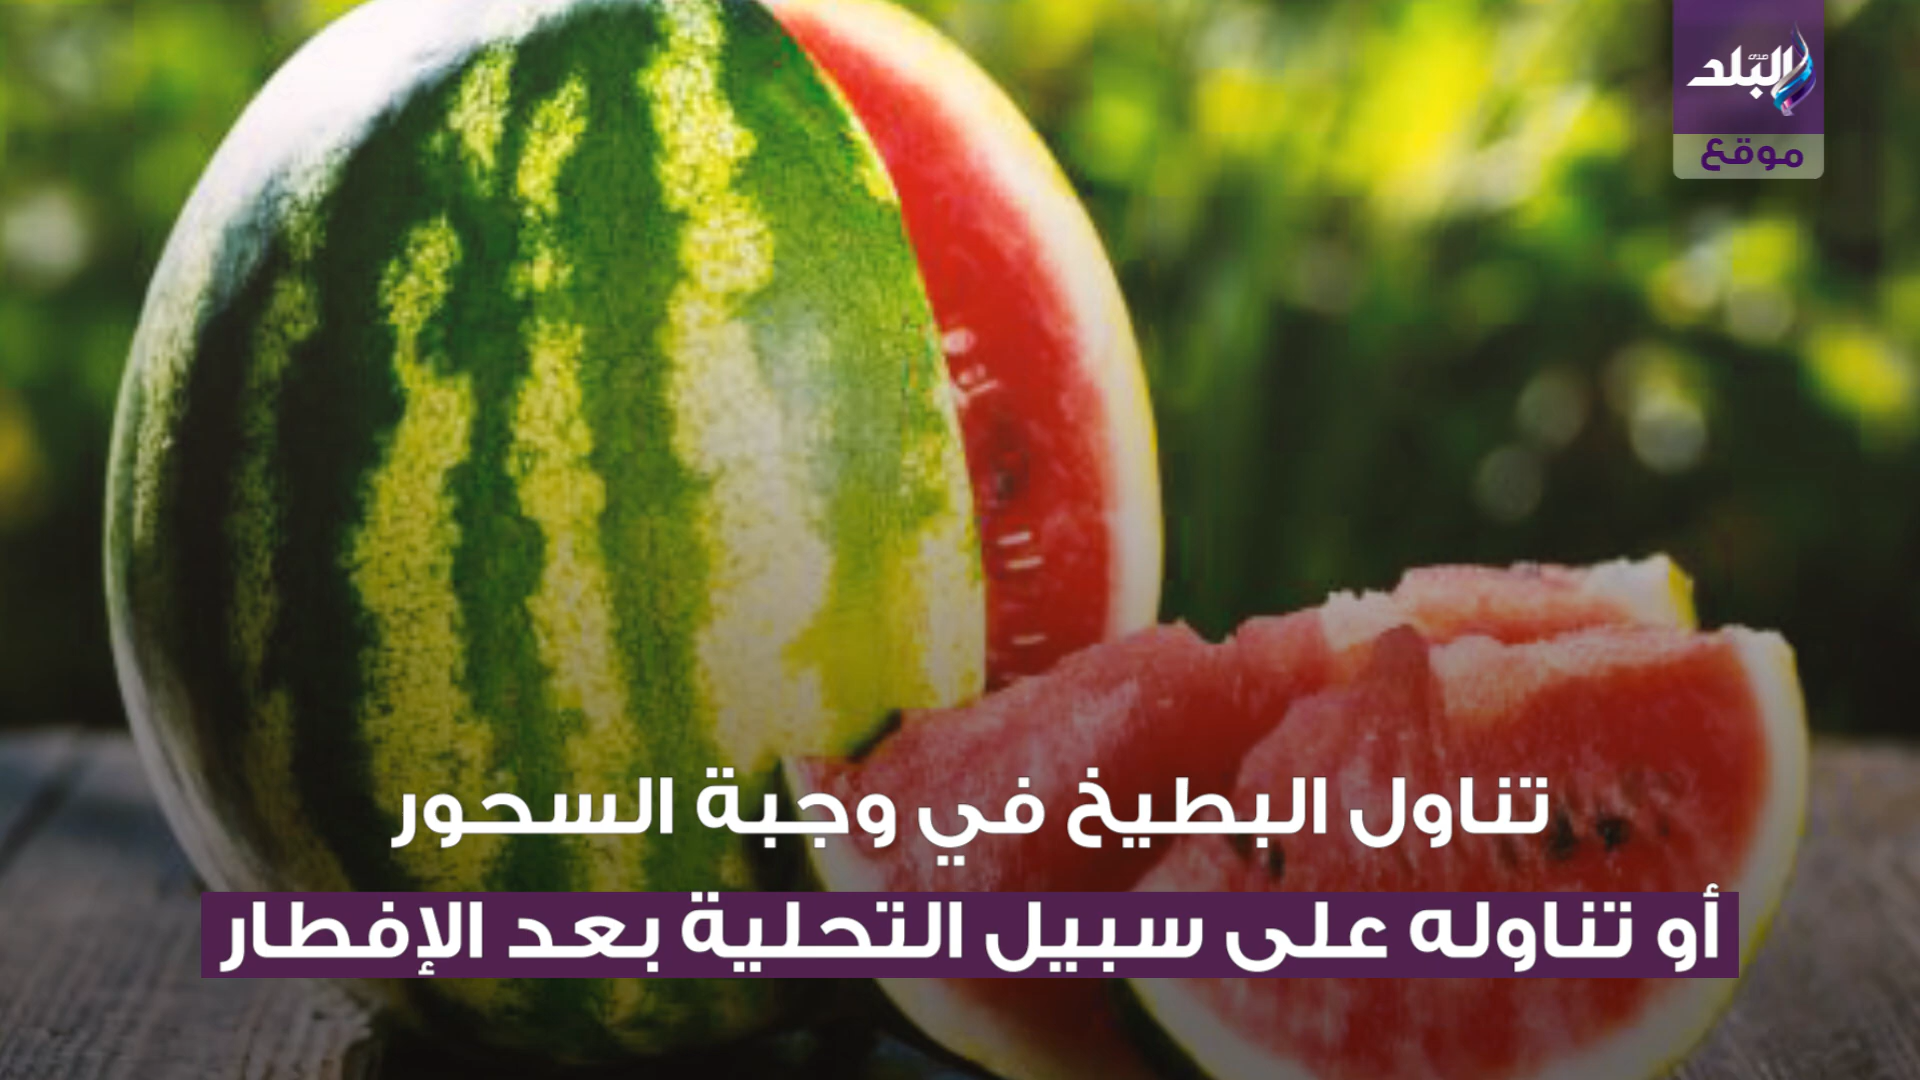 صدى البلد
موقع
تناول البطيخ في وجبة السحور
أو تناوله على سبيل التحلية بعد الإفطار